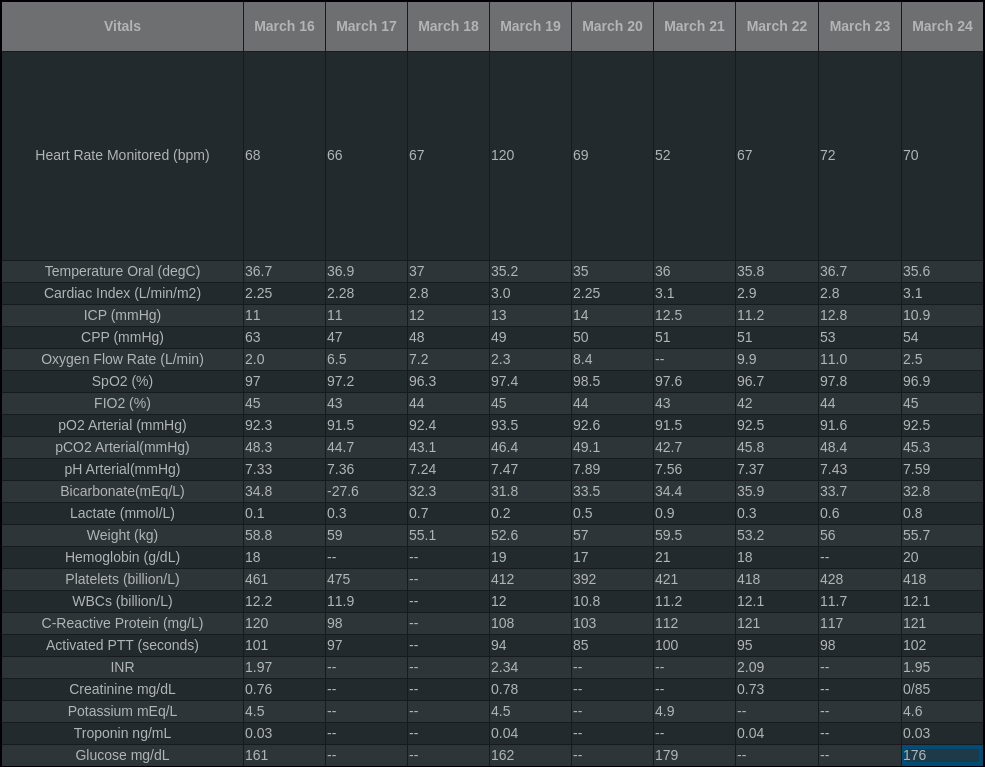 Vitals March 16 March 17 March 18 March 19 March 20 March 21 March 22 March 23 March 24
Heart Rate Monitored (bpm) 68 66 67 120 69 52 67 72 70
Temperature Oral (degC) 36.7 36.9 37 35.2 35 36 35.8 36.7 35.6
Cardiac Index (L/min/m2) 2.25 2.28 2.8 3.0 2.25 3.1 2.9 2.8 3.1
ICP (mmHg) 11 11 12 13 14 12.5 11.2 12.8 10.9
CPP (mmHg) 63 47 48 49 50 51 51 53 54
Oxygen Flow Rate (L/min) 2.0 6.5 7.2 2.3 8.4 -- 9.9 11.0 2.5
SpO2 (%) 97 97.2 96.3 97.4 98.5 97.6 96.7 97.8 96.9
FIO2 (%) 45 43 44 45 44 43 42 44 45
pO2 Arterial (mmHg) 92.3 91.5 92.4 93.5 92.6 91.5 92.5 91.6 92.5
pCO2 Arterial(mmHg) 48.3 44.7 43.1 46.4 49.1 42.7 45.8 48.4 45.3
pH Arterial(mmHg) 7.33 7.36 7.24 7.47 7.89 7.56 7.37 7.43 7.59
Bicarbonate(mEq/L) 34.8 -27.6 32.3 31.8 33.5 34.4 35.9 33.7 32.8
Lactate (mmol/L) 0.1 0.3 0.7 0.2 0.5 0.9 0.3 0.6 0.8
Weight (kg) 58.8 59 55.1 52.6 57 59.5 53.2 56 55.7
Hemoglobin (g/dL) 18 -- -- 19 17 21 18 -- 20
Platelets (billion/L) 461 475 -- 412 392 421 418 428 418
WBCs (billion/L) 12.2 11.9 -- 12 10.8 11.2 12.1 11.7 12.1
C-Reactive Protein (mg/L) 120 98 -- 108 103 112 121 117 121
Activated PTT (seconds) 101 97 -- 94 85 100 95 98 102
INR 1.97 -- -- 2.34 -- -- 2.09 -- 1.95
Creatinine mg/dL 0.76 -- -- 0.78 -- -- 0.73 -- 0/85
Potassium mEq/L 4.5 -- -- 4.5 -- 4.9 -- -- 4.6
Troponin ng/mL 0.03 -- -- 0.04 -- -- 0.04 -- 0.03
Glucose mg/dL 161 -- -- 162 -- 179 -- -- 176